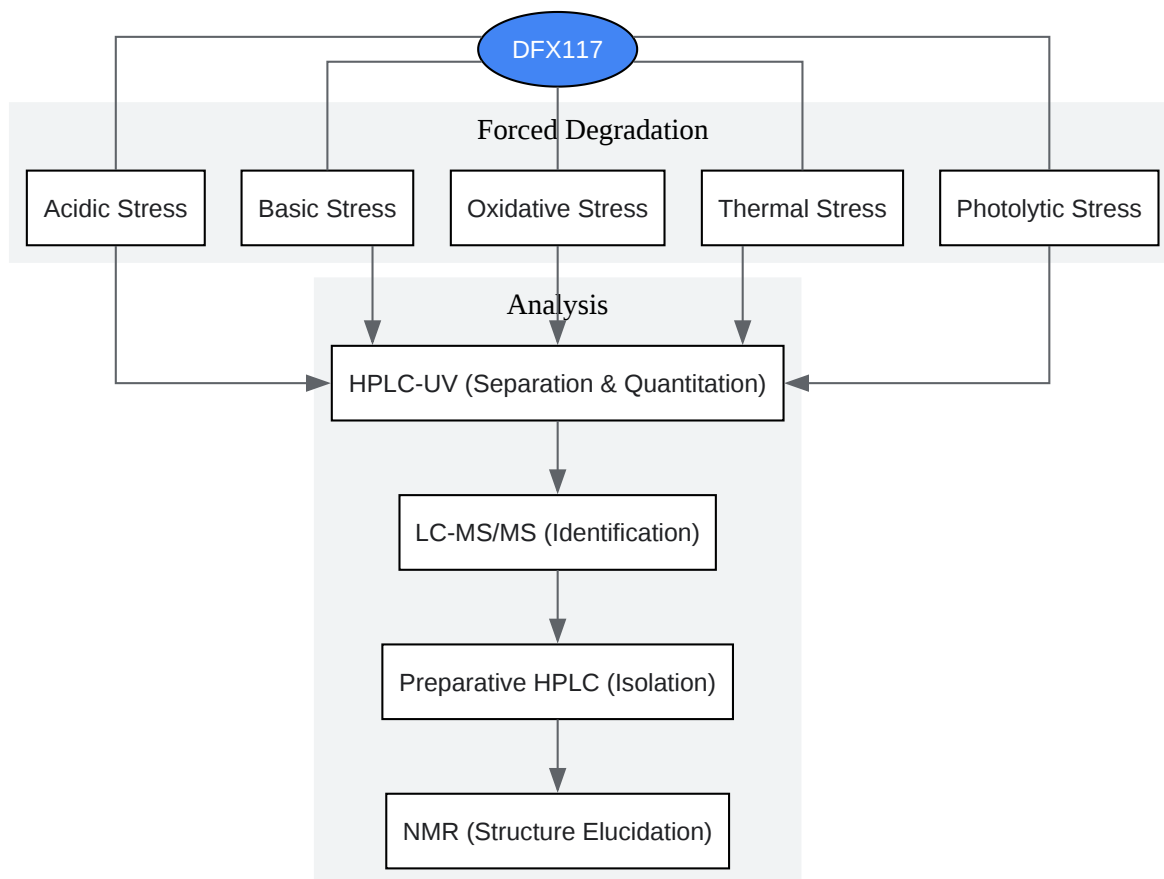 DFX117
Forced Degradation
Acidic Stress
Basic Stress
Oxidative Stress
Thermal Stress
Photolytic Stress
Analysis
HPLC-UV (Separation & Quantitation)
LC-MS/MS (Identification)
Preparative HPLC (Isolation)
NMR (Structure Elucidation)